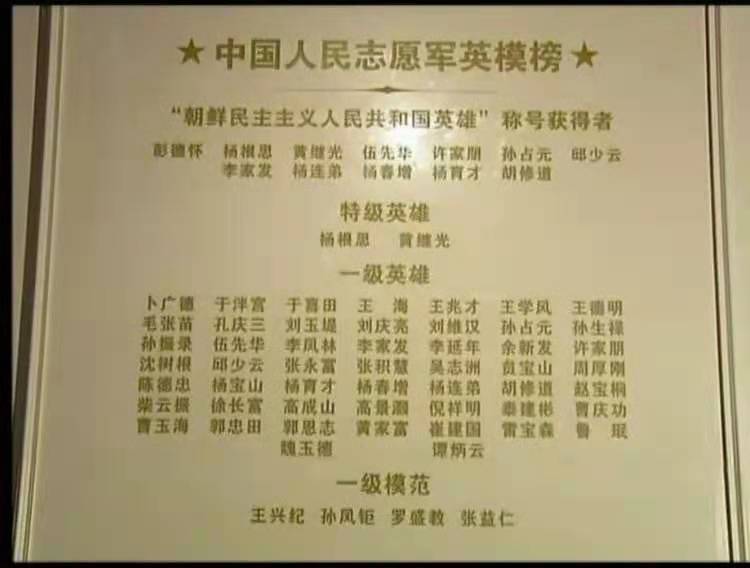 ★ 中国人民志愿军英模榜 ★
“朝鲜民主主义人民共和国英雄”称号获得者
彭德怀 杨根思 黄继光 伍先华 许家朋 孙占元 邱少云
李家发 杨连弟 杨春增 杨育才 胡修道
特级英雄
杨根思 黄继光
一级英雄
卜广德 于泮宫 于喜田 王海 王兆才 王学风 王德明
毛张苗 孔庆三 刘玉堤 刘庆亮 刘维汉 孙占元 孙生禄
孙振录 伍先华 李凤林 李家发 李延年 余新发 许家朋
沈树根 邱少云 张永富 张积慧 吴志洲 贠宝山 周厚刚
陈德忠 杨宝山 杨育才 杨春增 杨连弟 胡修道 赵宝桐
柴云振 徐长富 高成山 高景灏 倪祥明 秦建彬 曹庆功
曹玉海 郭忠田 郭恩志 黄家富 崔建国 雷宝森 鲁珉
魏玉德 谭炳云
一级模范
王兴纪 孙凤钜 罗盛教 张益仁